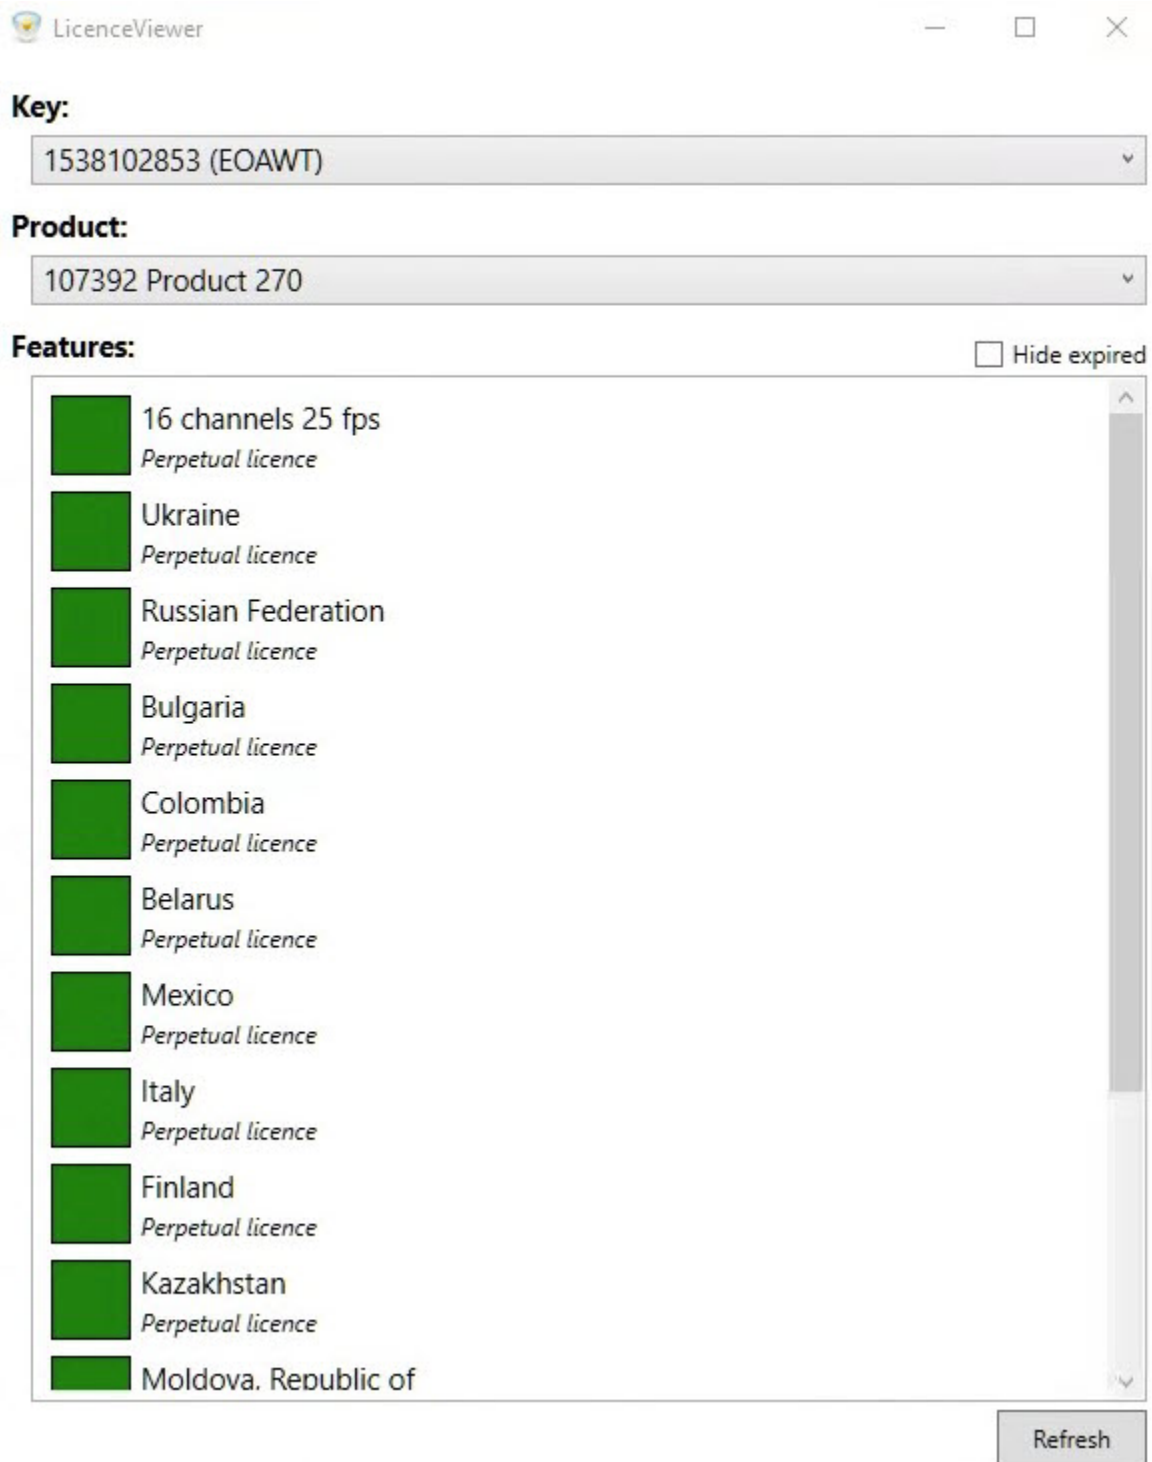 LicenceViewer
Key:
1538102853 (EOAWT)
Product:
107392 Product 270
Features:
Hide expired
16 channels 25 fps
Perpetual licence
Ukraine
Perpetual licence
Russian Federation
Perpetual licence
Bulgaria
Perpetual licence
Colombia
Perpetual licence
Belarus
Perpetual licence
Mexico
Perpetual licence
Italy
Perpetual licence
Finland
Perpetual licence
Kazakhstan
Perpetual licence
Moldova, Republic of
Refresh